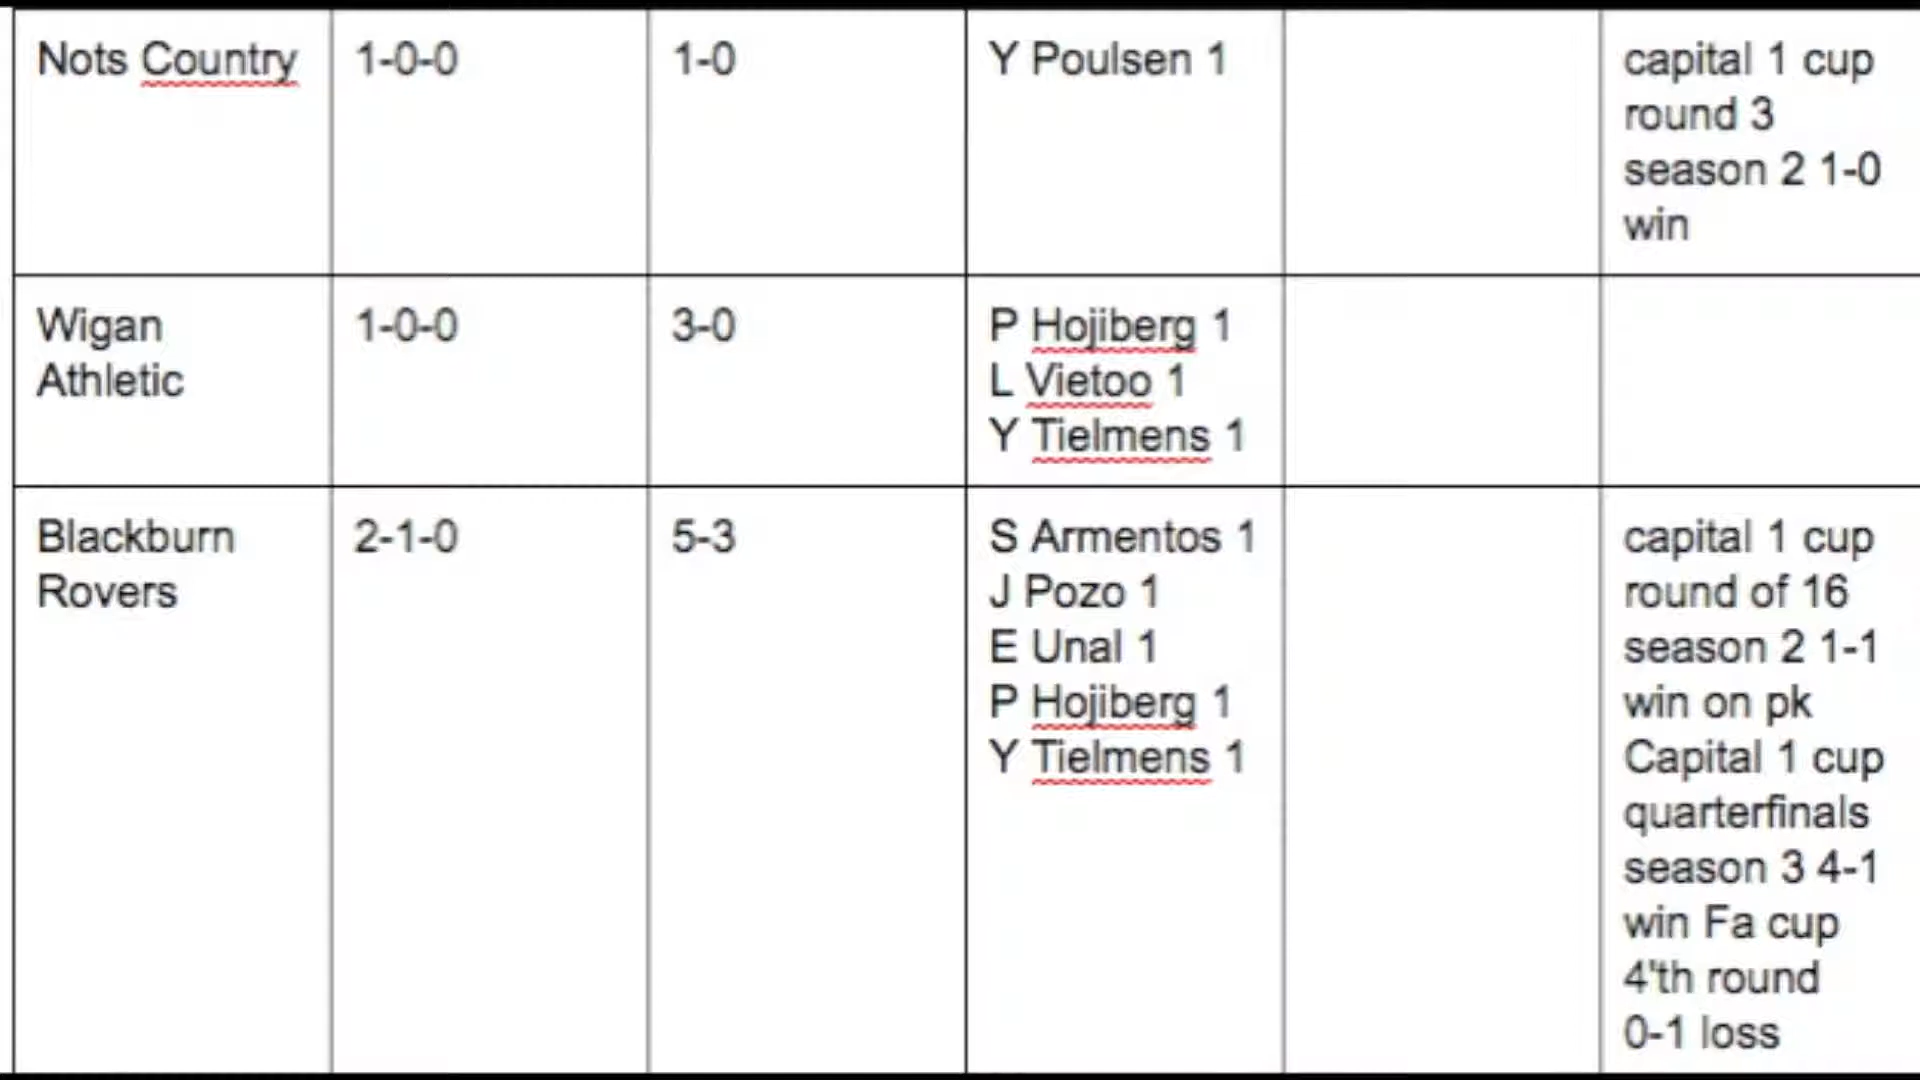 Nots Country
1-0-0
1-0
Y Poulsen 1
capital 1 cup
round 3
season 2 1-0
win
Wigan
Athletic
1-0-0
3-0
P Hojiberg 1
L Vietoo 1
Y Tielmens 1
Blackburn
Rovers
2-1-0
5-3
S Armentos 1
J Pozo 1
E Unal 1
P Hojiberg 1
Y Tielmens 1
capital 1 cup
round of 16
season 2 1-1
win on pk
Capital 1 cup
quarterfinals
season 3 4-1
win Fa cup
4'th round
0-1 loss